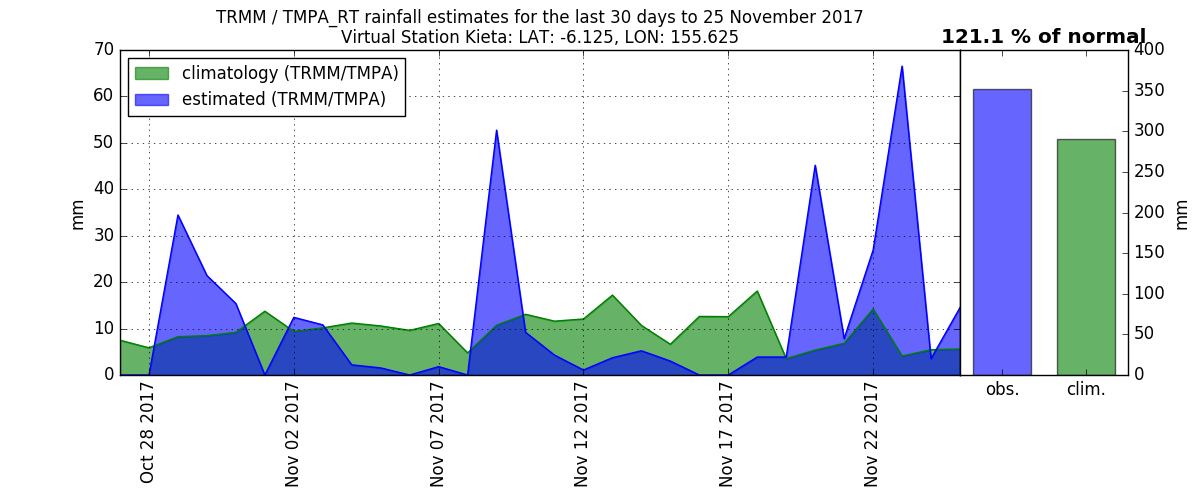 TRMM / TMPA_RT rainfall estimates for the last 30 days to 25 November 2017
Virtual Station Kieta: LAT: -6.125, LON: 155.625
121.1 % of normal
climatology (TRMM/TMPA)
estimated (TRMM/TMPA)
70
60
50
40
30
20
10
0
mm
Oct 28 2017
Nov 02 2017
Nov 07 2017
Nov 12 2017
Nov 17 2017
Nov 22 2017
obs.
clim.
400
350
300
250
200
150
100
50
0
mm